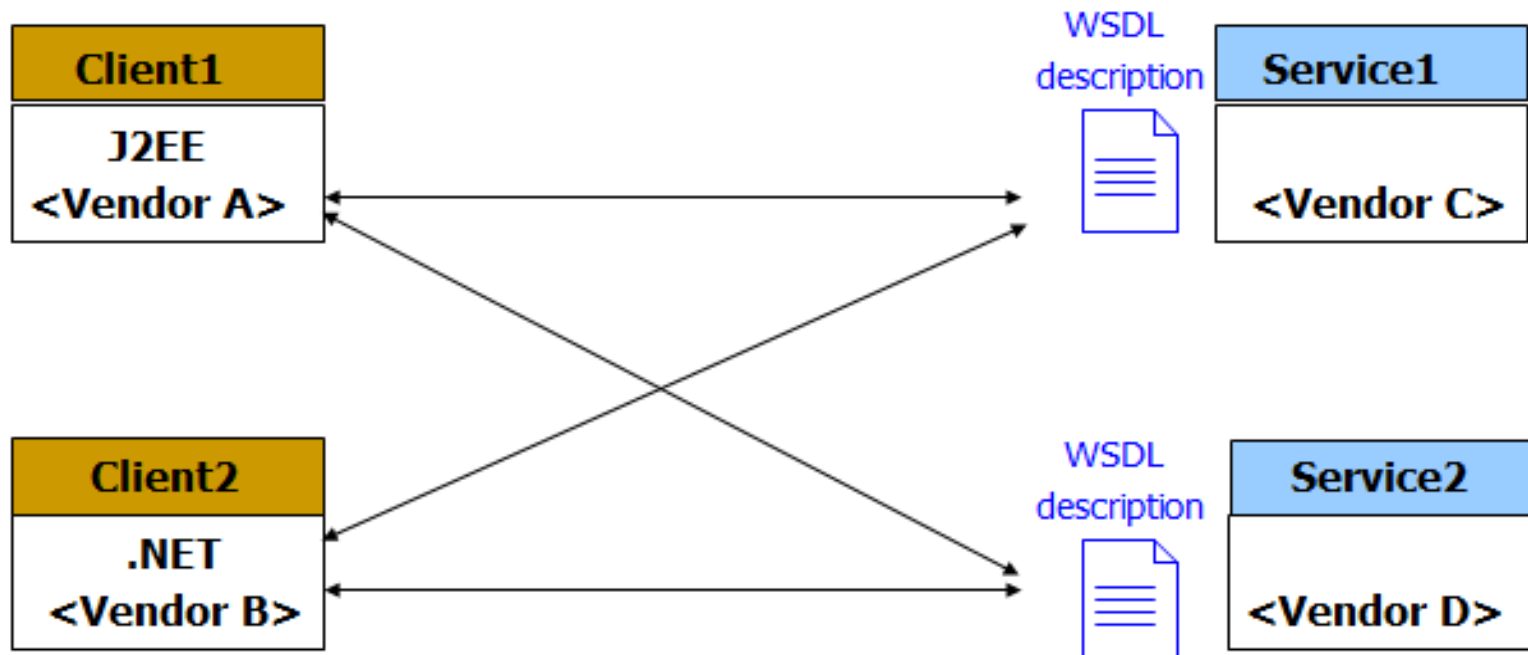 Client1
J2EE
<Vendor A>
WSDL
description
Service1
<Vendor C>
Client2
.NET
<Vendor B>
WSDL
description
Service2
<Vendor D>